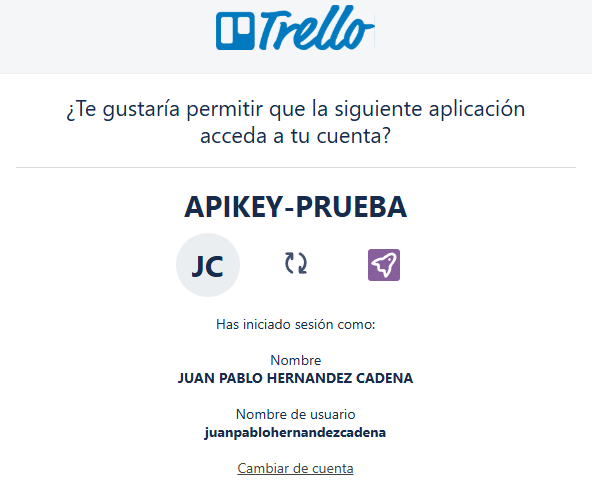 Trello
¿Te gustaría permitir que la siguiente aplicación
acceda a tu cuenta?
APIKEY-PRUEBA
JC
Has iniciado sesión como:
Nombre
JUAN PABLO HERNANDEZ CADENA
Nombre de usuario
juanpablohernandezcadena
Cambiar de cuenta